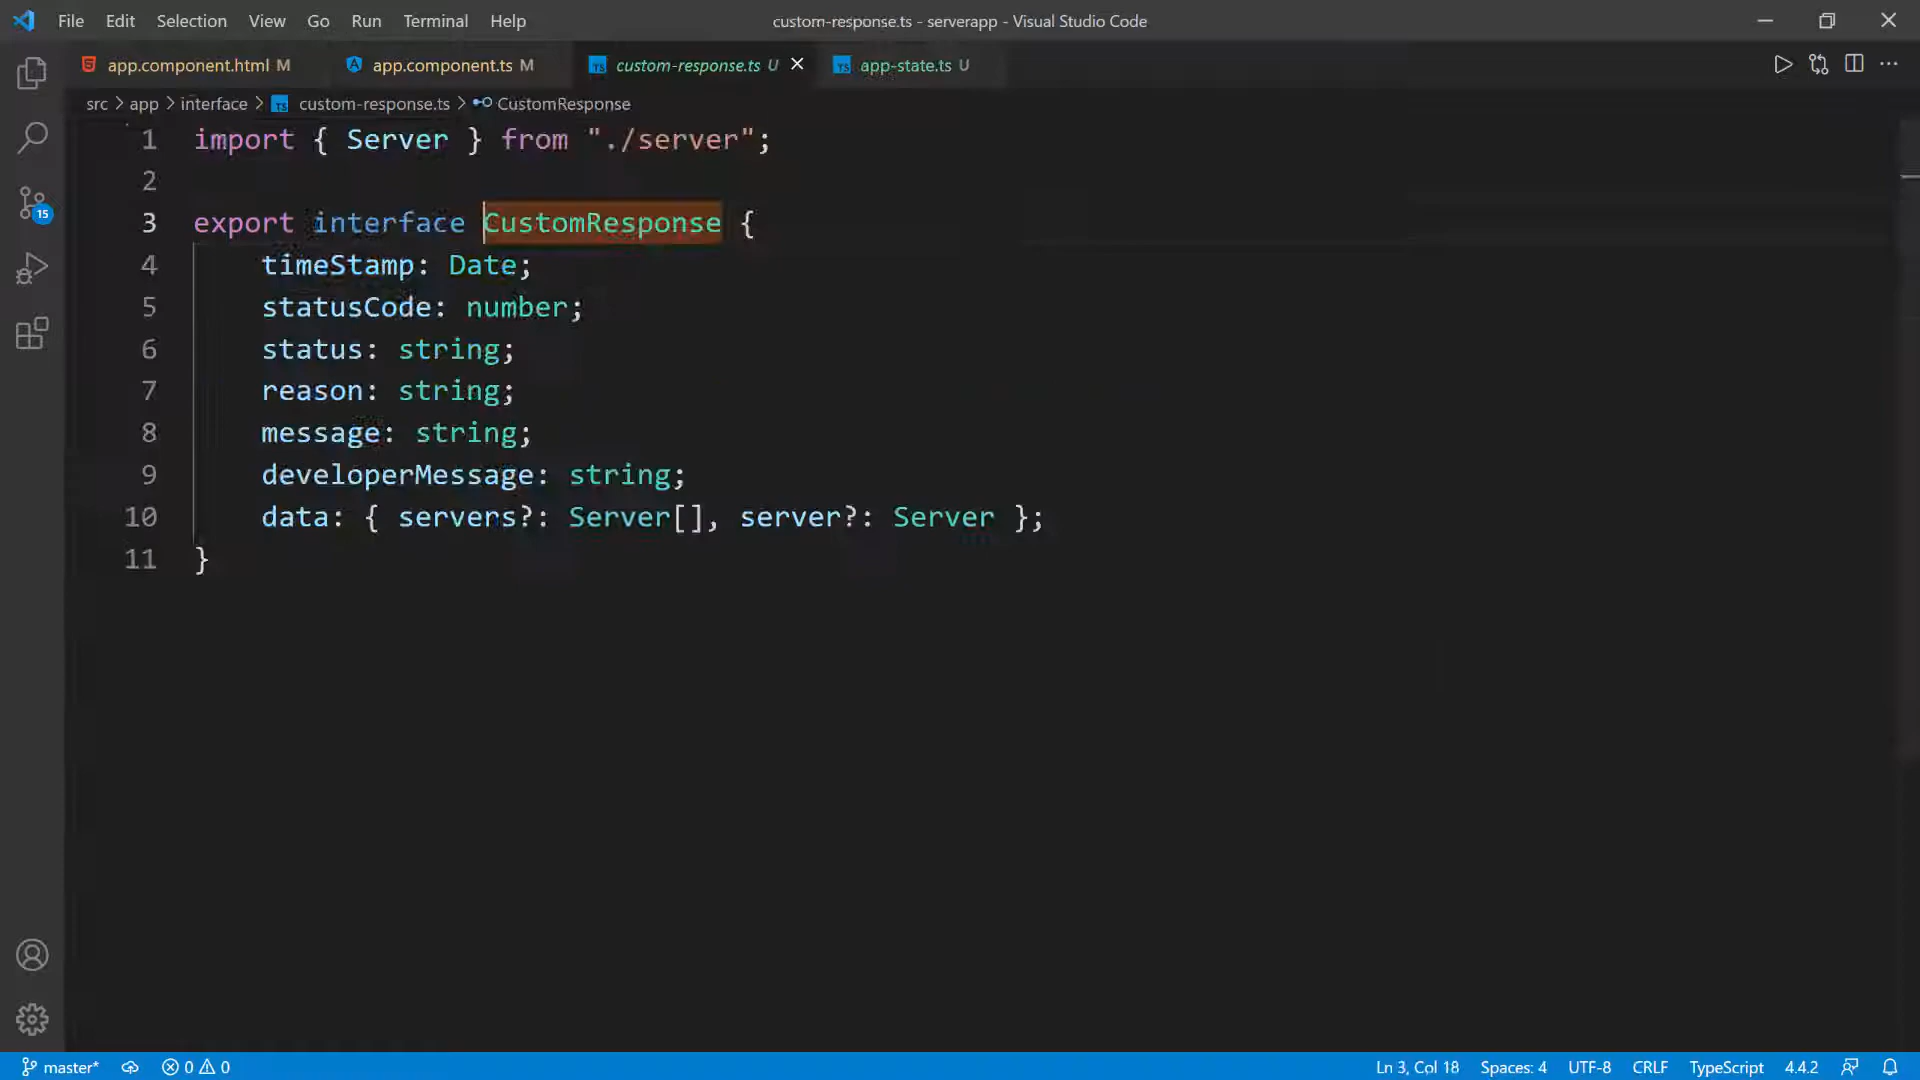 File Edit Selection View Go Run Terminal Help custom-response.ts - serverapp - Visual Studio Code
app.component.html M app.component.ts M custom-response.ts U app-state.ts U
src > app > interface > custom-response.ts > CustomResponse
1 import { Server } from "./server";
2
3 export interface CustomResponse {
4 timeStamp: Date;
5 statusCode: number;
6 status: string;
7 reason: string;
8 message: string;
9 developerMessage: string;
10 data: { servers?: Server[], server?: Server };
11 }
15
master* 0 0 Ln 3, Col 18 Spaces: 4 UTF-8 CRLF TypeScript 4.4.2